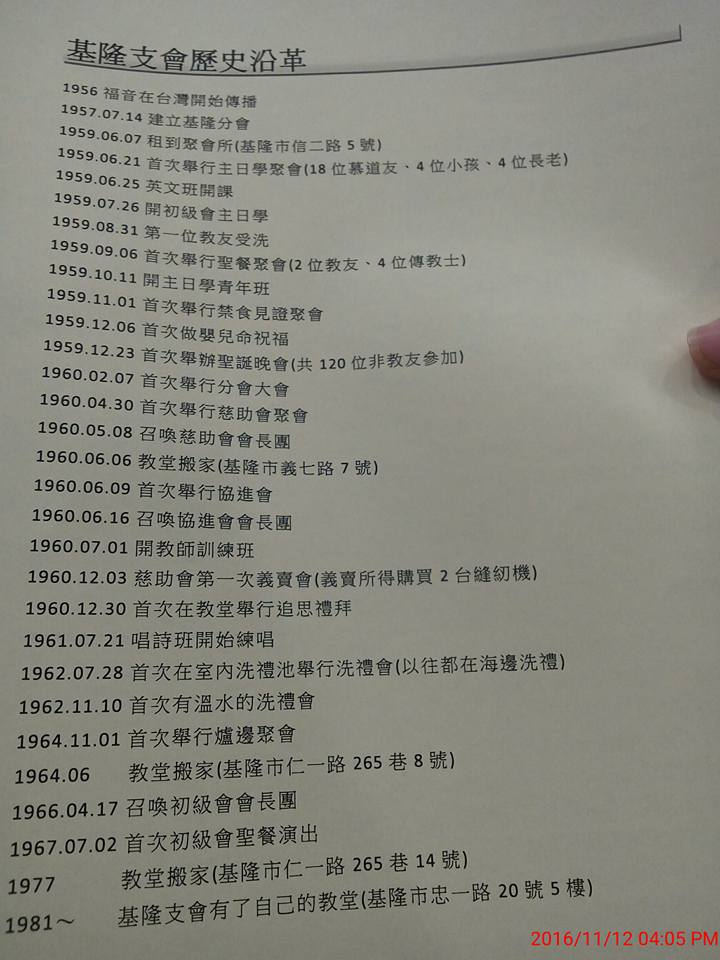 基隆支會歷史沿革
1956 福音在台灣開始傳播
1957.07.14 建立基隆分會
1959.06.07 租到聚會所(基隆市信二路 5 號)
1959.06.21 首次舉行主日學聚會(18 位慕道友、4 位小孩、4 位長老)
1959.06.25 英文班開課
1959.07.26 開初級會主日學
1959.08.31 第一位教友受洗
1959.09.06 首次舉行聖餐聚會(2 位教友、4 位傳教士)
1959.10.11 開主日學青年班
1959.11.01 首次舉行禁食見證聚會
1959.12.06 首次做嬰兒命祝福
1959.12.23 首次舉辦聖誕晚會(共 120 位非教友參加)
1960.02.07 首次舉行分會大會
1960.04.30 首次舉行慈助會聚會
1960.05.08 召喚慈助會會長團
1960.06.06 教堂搬家(基隆市義七路 7 號)
1960.06.09 首次舉行協進會
1960.06.16 召喚協進會會長團
1960.07.01 開教師訓練班
1960.12.03 慈助會第一次義賣會(義賣所得購買 2 台縫紉機)
1960.12.30 首次在教堂舉行追思禮拜
1961.07.21 唱詩班開始練唱
1962.07.28 首次在室內洗禮池舉行洗禮會(以往都在海邊洗禮)
1962.11.10 首次有溫水的洗禮會
1964.11.01 首次舉行爐邊聚會
1964.06 教堂搬家(基隆市仁一路 265 巷 8 號)
1966.04.17 召喚初級會會長團
1967.07.02 首次初級會聖餐演出
1977 教堂搬家(基隆市仁一路 265 巷 14 號)
1981～ 基隆支會有了自己的教堂(基隆市忠一路 20 號 5 樓)
2016/11/12 04:05 PM